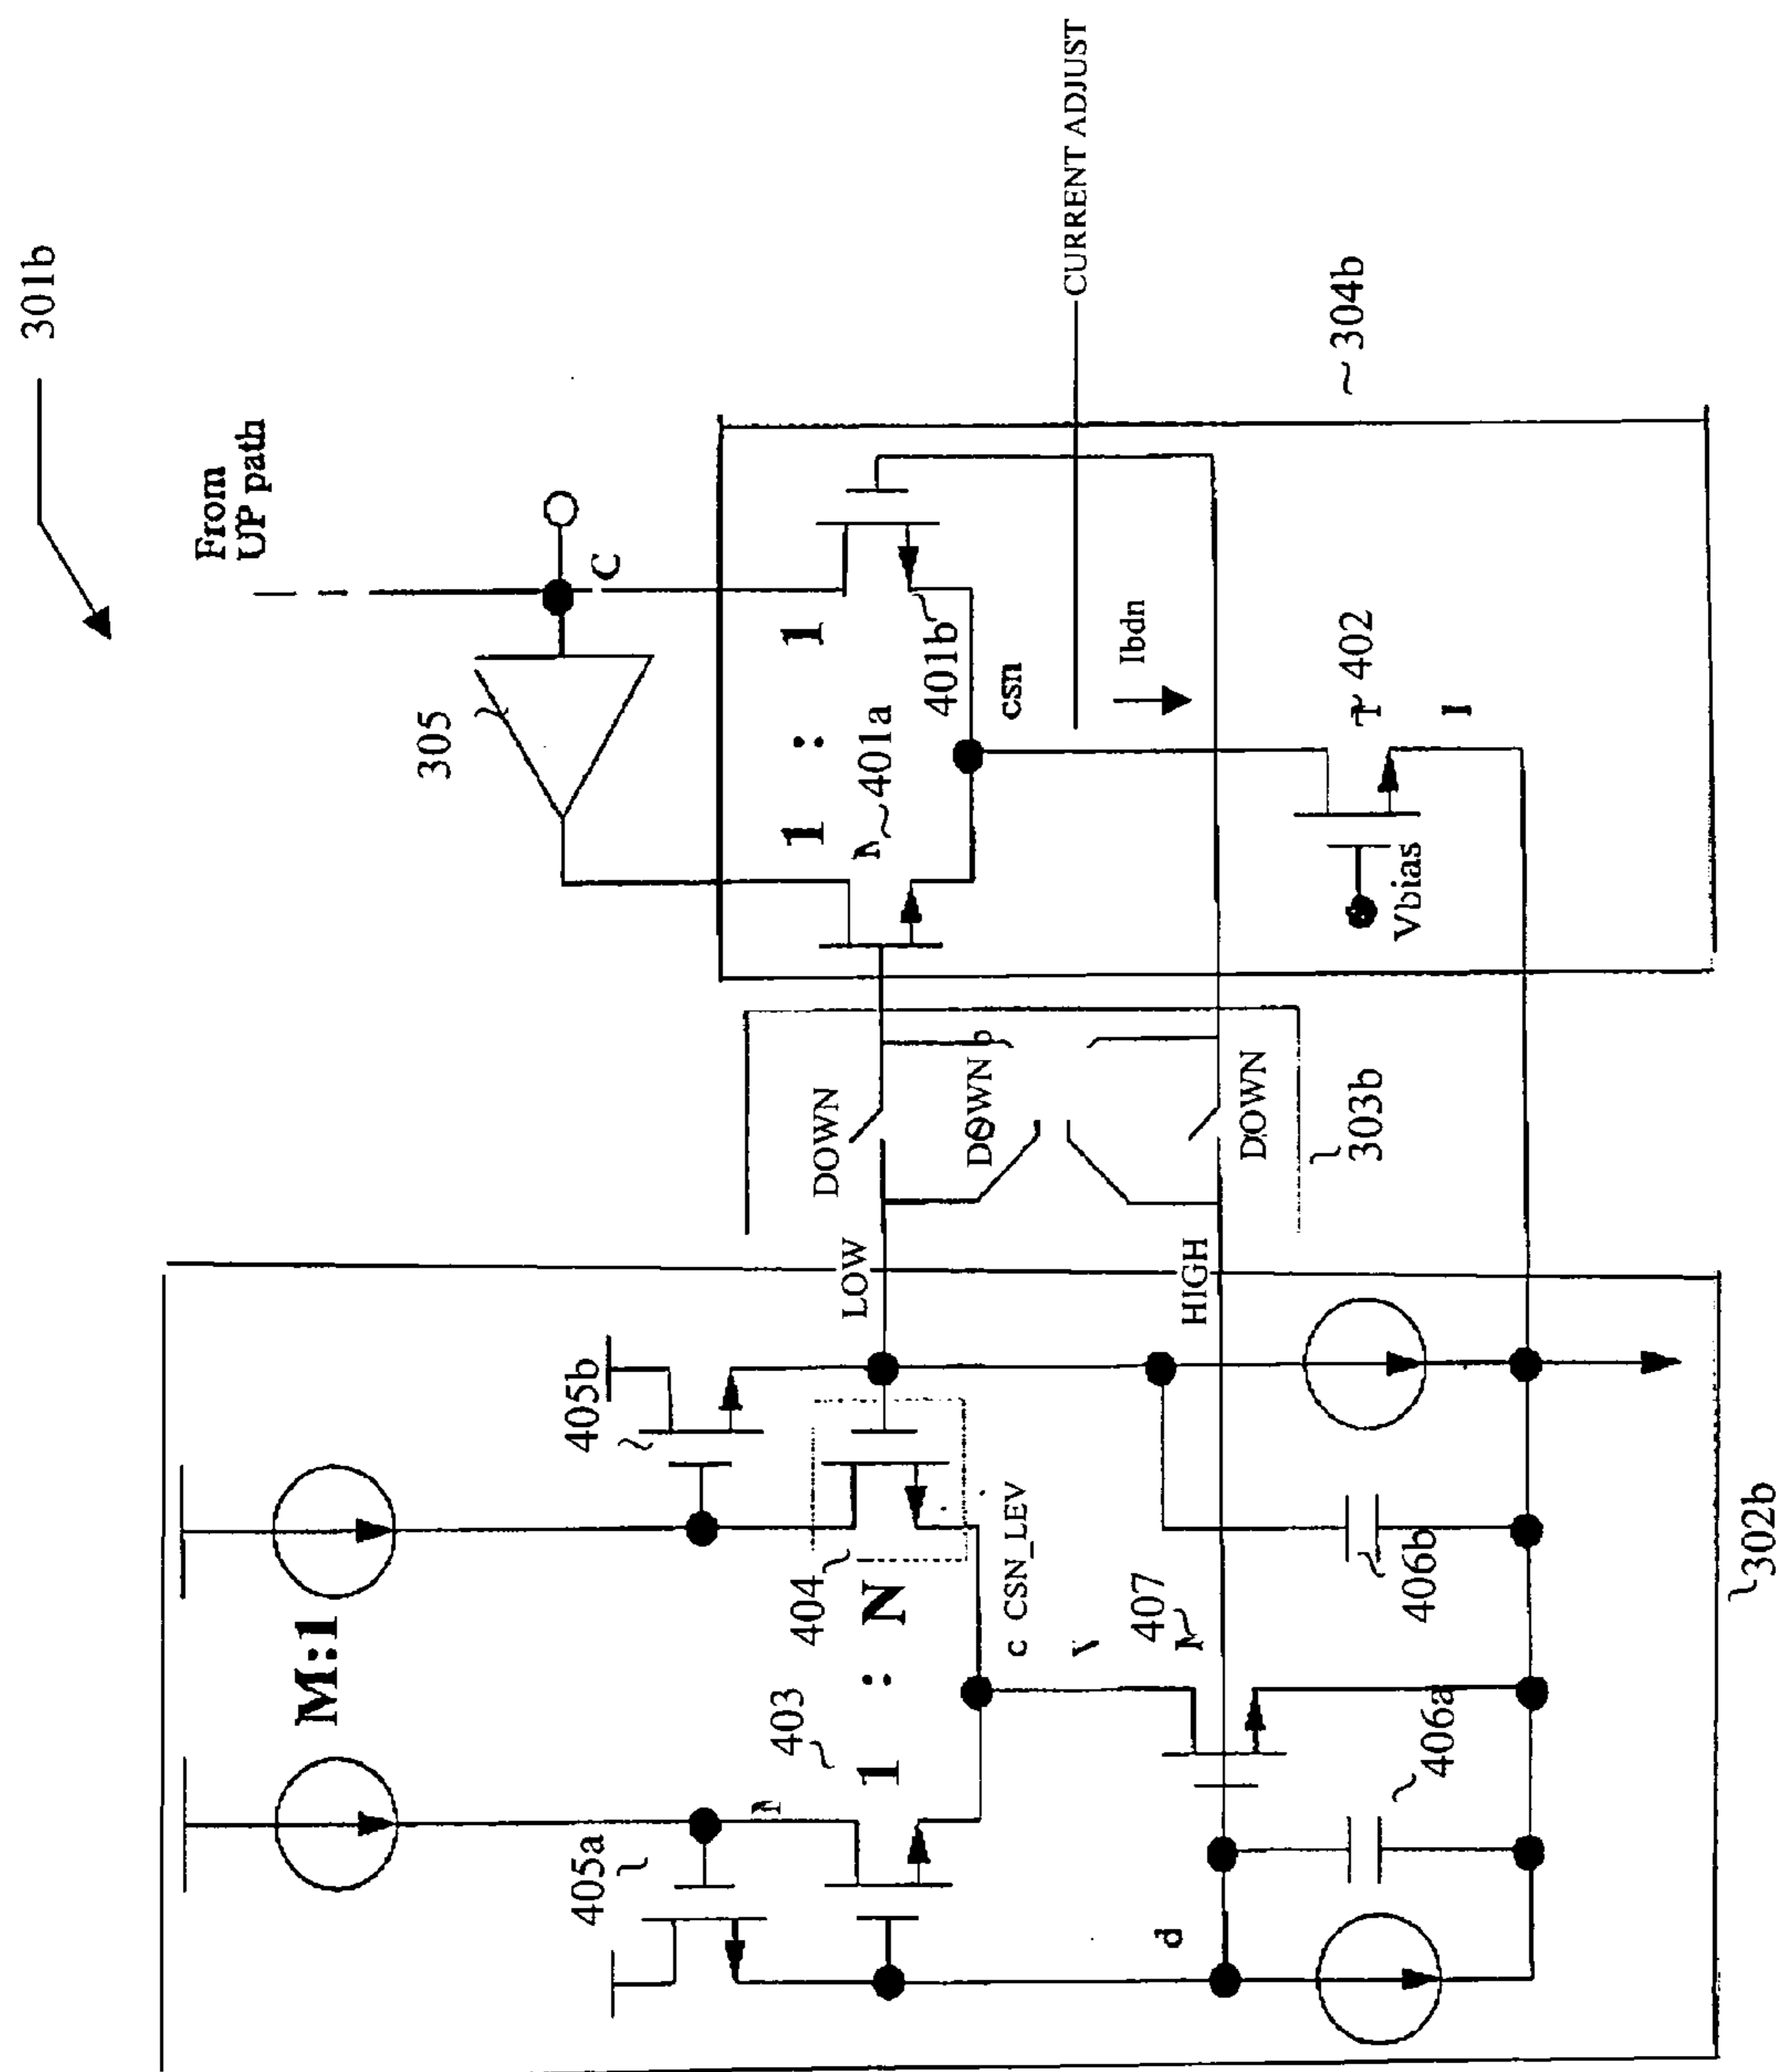 301b
From
UP path
305
C
1 : 1
401a
401b
csn
CURRENT ADJUST
Ibdn
402
I
Vbias
304b
DOWN
DOWN
DOWN
303b
LOW
HIGH
M:1
405a
405b
403
404
1 : N
c CSN_LEV
407
d
406a
406b
302b